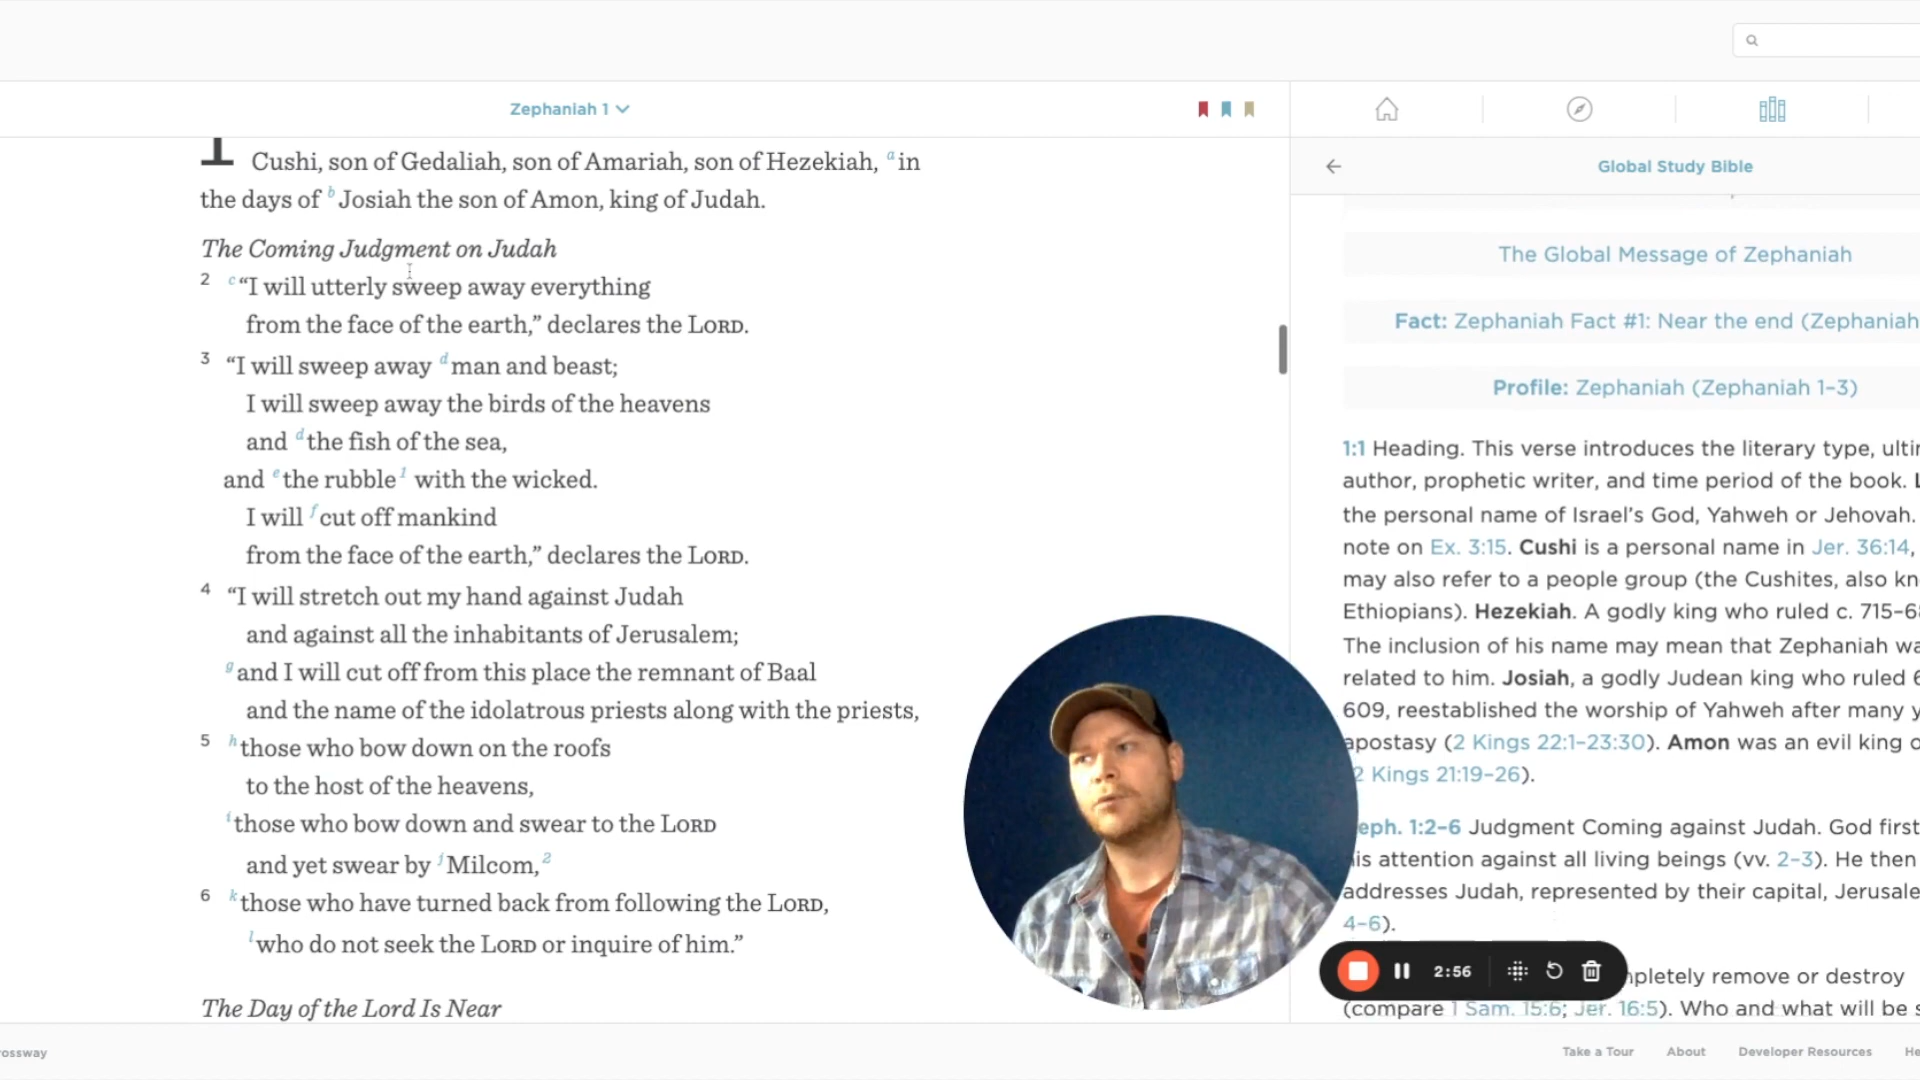 Zephaniah 1
Cushi, son of Gedaliah, son of Amariah, son of Hezekiah, a in
the days of b Josiah the son of Amon, king of Judah.
The Coming Judgment on Judah
2 c “I will utterly sweep away everything
from the face of the earth,” declares the LORD.
3 “I will sweep away d man and beast;
I will sweep away the birds of the heavens
and d the fish of the sea,
and e the rubble 1 with the wicked.
I will f cut off mankind
from the face of the earth,” declares the LORD.
4 “I will stretch out my hand against Judah
and against all the inhabitants of Jerusalem;
g and I will cut off from this place the remnant of Baal
and the name of the idolatrous priests along with the priests,
5 h those who bow down on the roofs
to the host of the heavens,
i those who bow down and swear to the LORD
and yet swear by j Milcom, 2
6 k those who have turned back from following the LORD,
l who do not seek the LORD or inquire of him.”
The Day of the Lord Is Near
Global Study Bible
The Global Message of Zephaniah
Fact: Zephaniah Fact #1: Near the end (Zephaniah
Profile: Zephaniah (Zephaniah 1–3)
1:1 Heading. This verse introduces the literary type,
author, prophetic writer, and time period of the book.
the personal name of Israel’s God, Yahweh or Jehovah.
note on Ex. 3:15. Cushi is a personal name in Jer. 36:14,
may also refer to a people group (the Cushites, also
Ethiopians). Hezekiah. A godly king who ruled c. 715–
The inclusion of his name may mean that Zephaniah
related to him. Josiah, a godly Judean king who ruled
609, reestablished the worship of Yahweh after many
apostasy (2 Kings 22:1–23:30). Amon was an evil king
2 Kings 21:19–26).
eph. 1:2–6 Judgment Coming against Judah. God first
is attention against all living beings (vv. 2–3). He then
addresses Judah, represented by their capital,
4–6).
2:56
mpletely remove or destroy
(compare 1 Sam. 15:6; Jer. 16:5). Who and what will be
rossway
Take a Tour
About
Developer Resources